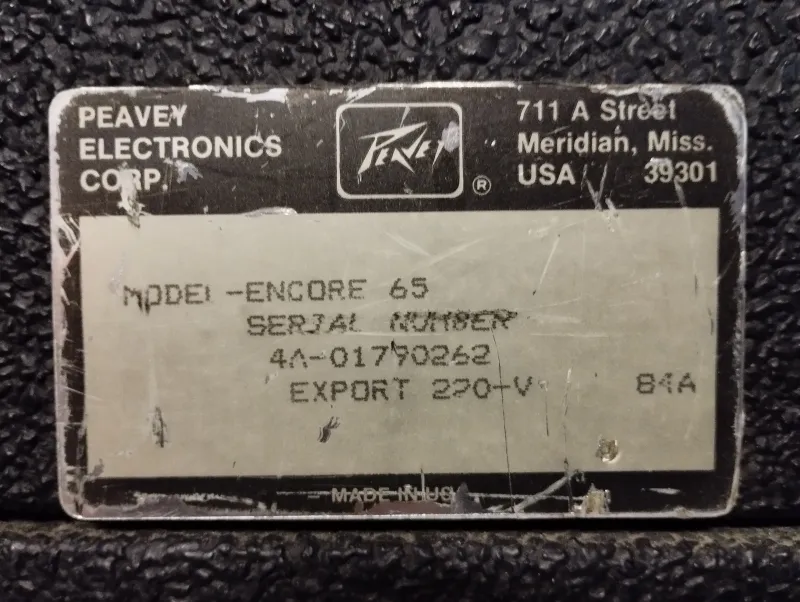 PEAVEY
ELECTRONICS
CORP.
PEAVEY
®
711 A Street
Meridian, Miss.
USA 39301
MODEL-ENCORE 65
SERIAL NUMBER
4A-01790262
EXPORT 220-V
84A
MADE IN US